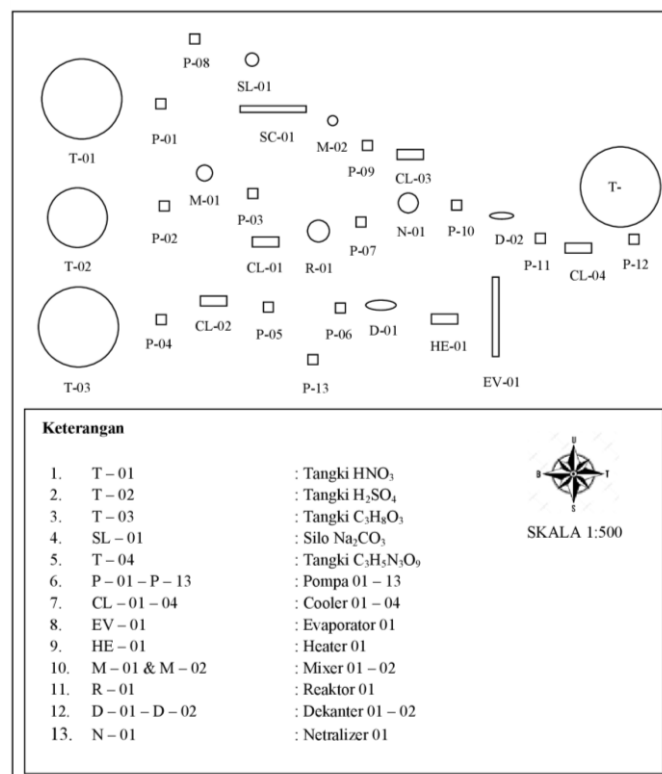 P-08
SL-01
P-01
SC-01
M-02
T-01
P-09
CL-03
T-
M-01
P-03
P-02
N-01
P-10
P-07
D-02
CL-01
R-01
P-11
CL-04
P-12
T-02
CL-02
P-05
P-06
D-01
P-04
HE-01
T-03
P-13
EV-01
Keterangan
1. T – 01 : Tangki HNO₃
2. T – 02 : Tangki H₂SO₄
3. T – 03 : Tangki C₃H₈O₃
4. SL – 01 : Silo Na₂CO₃
5. T – 04 : Tangki C₃H₅N₃O₉
6. P – 01 – P – 13 : Pompa 01 – 13
7. CL – 01 – 04 : Cooler 01 – 04
8. EV – 01 : Evaporator 01
9. HE – 01 : Heater 01
10. M – 01 & M – 02 : Mixer 01 – 02
11. R – 01 : Reaktor 01
12. D – 01 – D – 02 : Dekanter 01 – 02
13. N – 01 : Netralizer 01
U
B T
S
SKALA 1:500